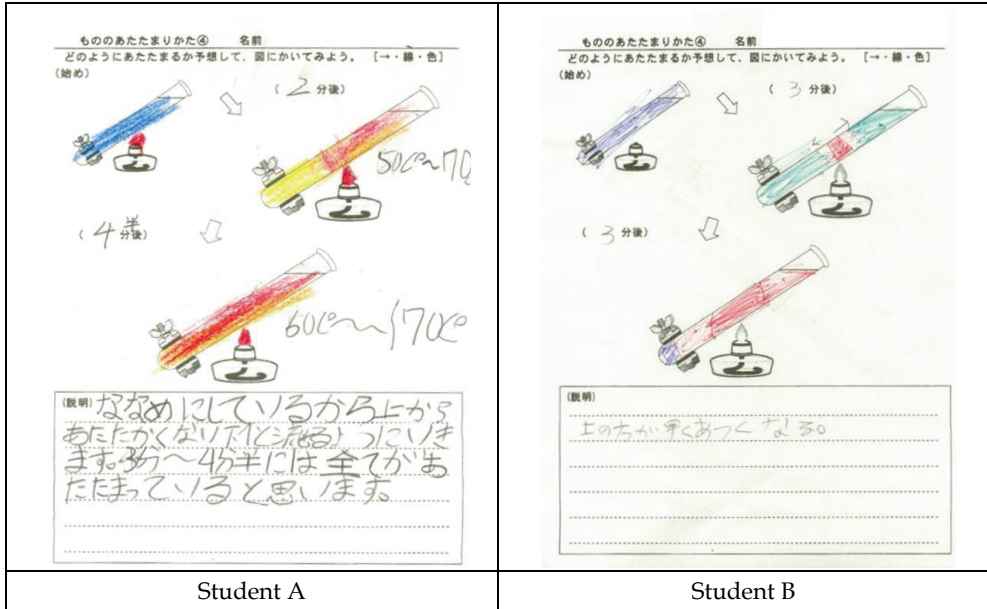 もののあたたまりかた④ 名前
どのようにあたたまるか予想して、図にかいてみよう。 [→・線・色]
(始め)
( 2 分後)
50℃〜70
( 4半 分後)
60℃〜170℃
(説明) ななめにしているから上から
あたたかくなり下へと流るようにいき
ます。3分〜4分半には全てがあ
たたまっていると思います。
Student A
もののあたたまりかた④ 名前
どのようにあたたまるか予想して、図にかいてみよう。 [→・線・色]
(始め)
( 3 分後)
( 3 分後)
(説明)
上の方が早くあつくなる。
Student B